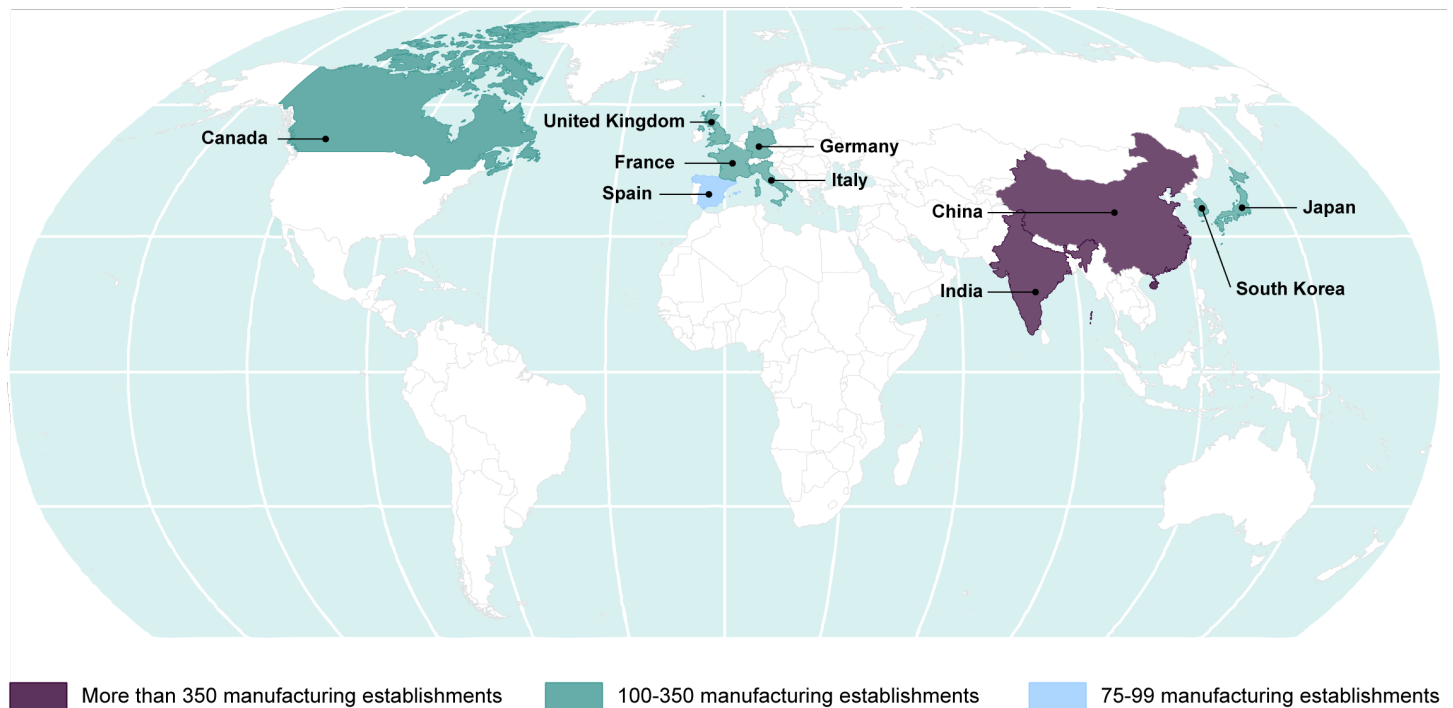 United Kingdom
Canada
Germany
France
Italy
Spain
China
Japan
India
South Korea
More than 350 manufacturing establishments
100-350 manufacturing establishments
75-99 manufacturing establishments